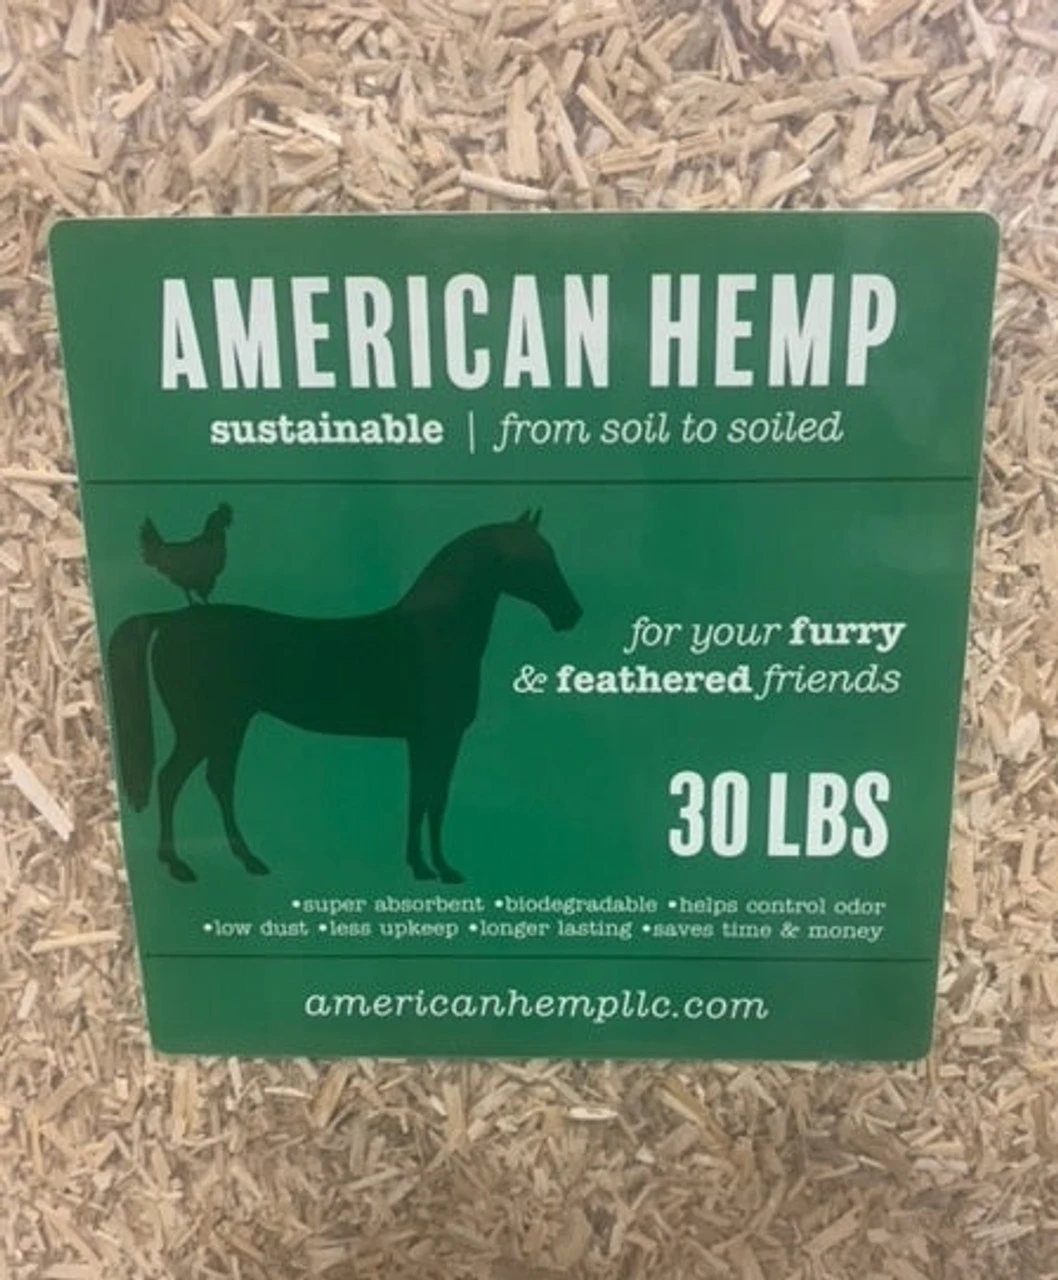 AMERICAN HEMP
sustainable | from soil to soiled
for your furry
& feathered friends
30 LBS
•super absorbent •biodegradable •helps control odor
•low dust •less upkeep •longer lasting •saves time & money
americanhempllc.com